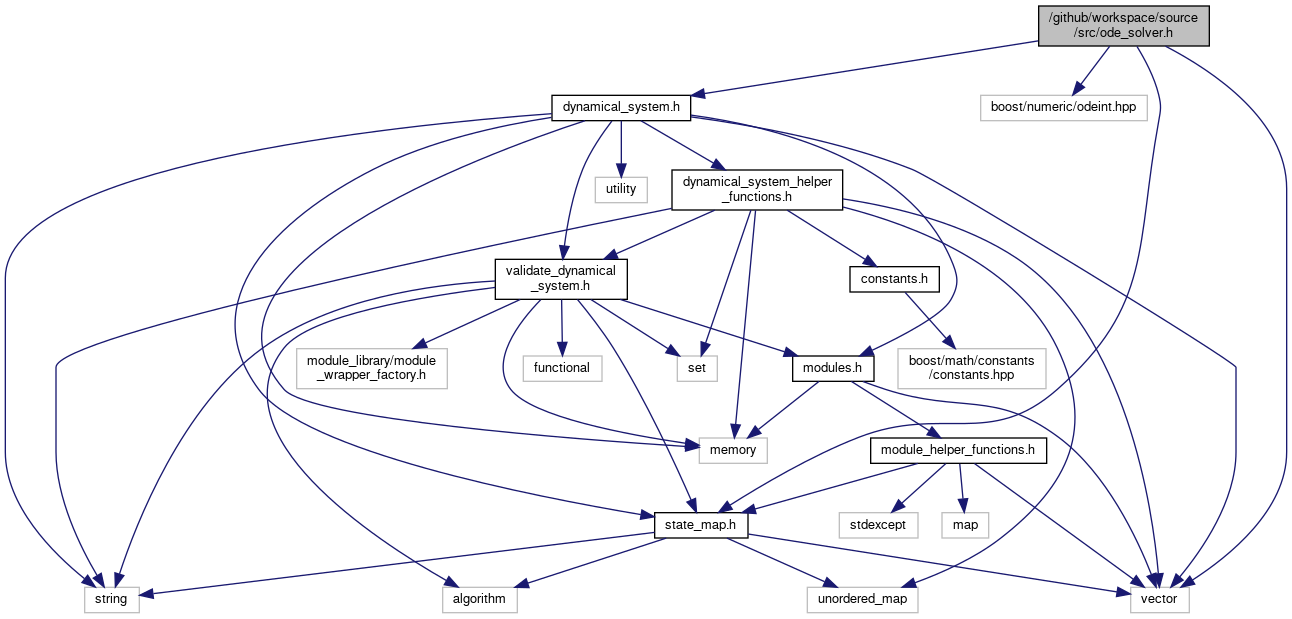 /github/workspace/source
/src/ode_solver.h
dynamical_system.h
boost/numeric/odeint.hpp
utility
dynamical_system_helper
_functions.h
validate_dynamical
_system.h
constants.h
module_library/module
_wrapper_factory.h
functional
set
modules.h
boost/math/constants
/constants.hpp
memory
module_helper_functions.h
state_map.h
stdexcept
map
string
algorithm
unordered_map
vector